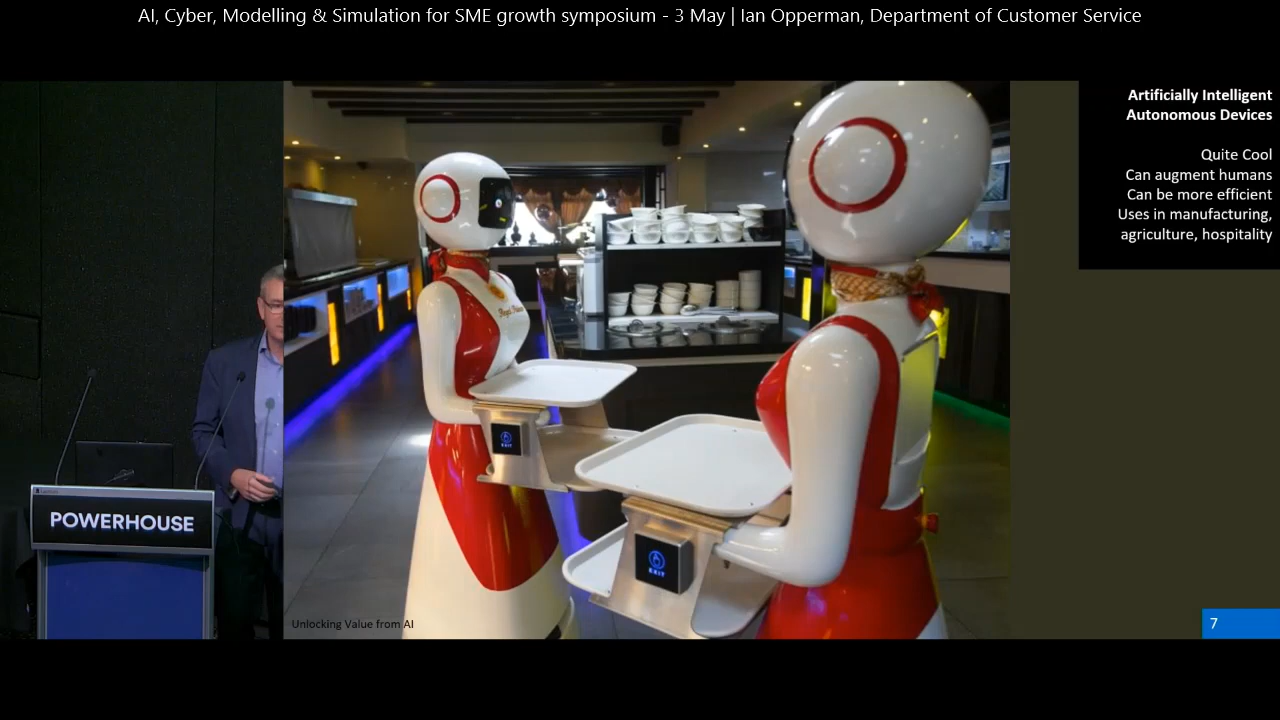 AI, Cyber, Modelling & Simulation for SME growth symposium - 3 May | Ian Opperman, Department of Customer Service
Artificially Intelligent
Autonomous Devices
Quite Cool
Can augment humans
Can be more efficient
Uses in manufacturing,
agriculture, hospitality
EXIT
EXIT
POWERHOUSE
Unlocking Value from AI
7